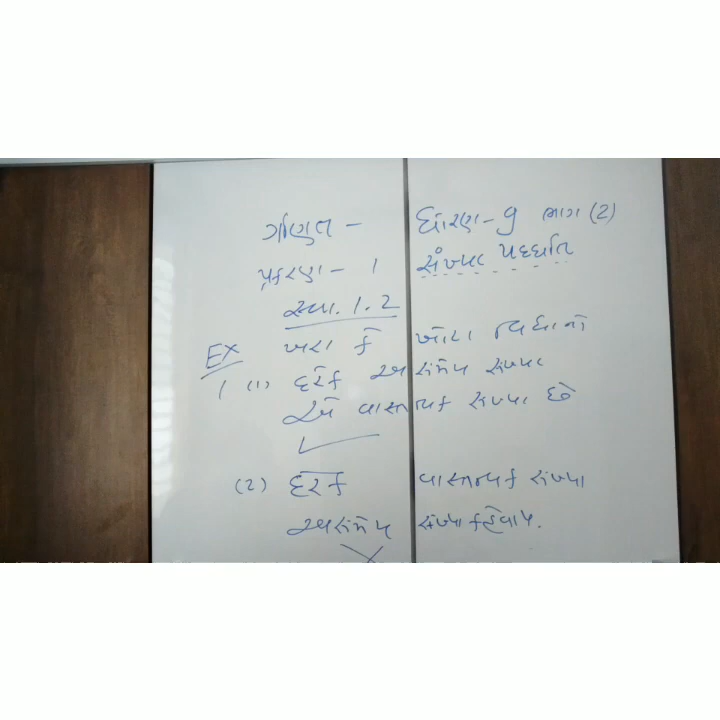 ગણિત - ધોરણ - 9 ભાગ (2)
પ્રકરણ - 1 સંખ્યા પદ્ધતિ
સ્વા. 1.2
EX ખરા કે ખોટા
1 (1) દરેક અસંમેય સંખ્યા
એ વાસ્તવિક સંખ્યા છે
(2) દરેક વાસ્તવિક સંખ્યા
અસંમેય સંખ્યા કહેવાય.